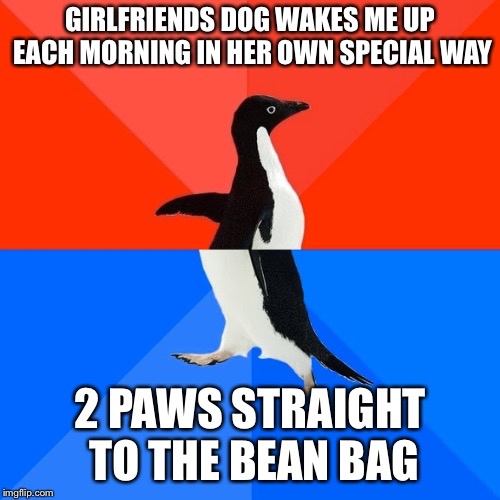 GIRLFRIENDS DOG WAKES ME UP
EACH MORNING IN HER OWN SPECIAL WAY
2 PAWS STRAIGHT
TO THE BEAN BAG
imgflip.com